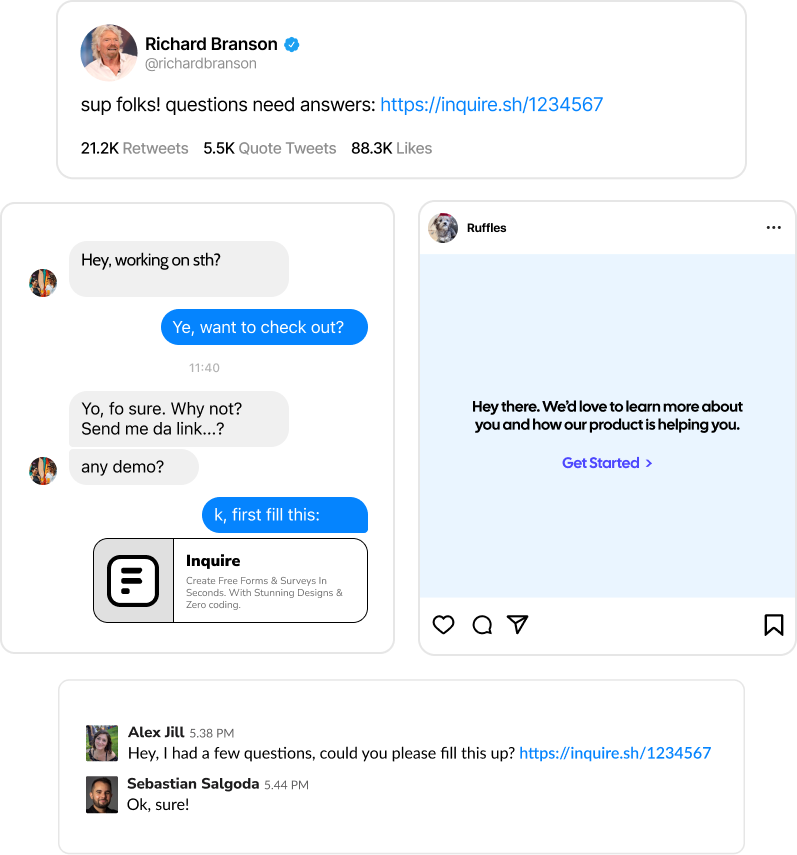 Richard Branson
@richardbranson
sup folks! questions need answers: https://inquire.sh/1234567
21.2K Retweets 5.5K Quote Tweets 88.3K Likes
Hey, working on sth?
Ye, want to check out?
11:40
Yo, fo sure. Why not?
Send me da link...?
any demo?
k, first fill this:
Inquire
Create Free Forms & Surveys In
Seconds. With Stunning Designs &
Zero coding.
Ruffles
Hey there. We'd love to learn more about
you and how our product is helping you.
Get Started >
Alex Jill 5.38 PM
Hey, I had a few questions, could you please fill this up? https://inquire.sh/1234567
Sebastian Salgoda 5.44 PM
Ok, sure!